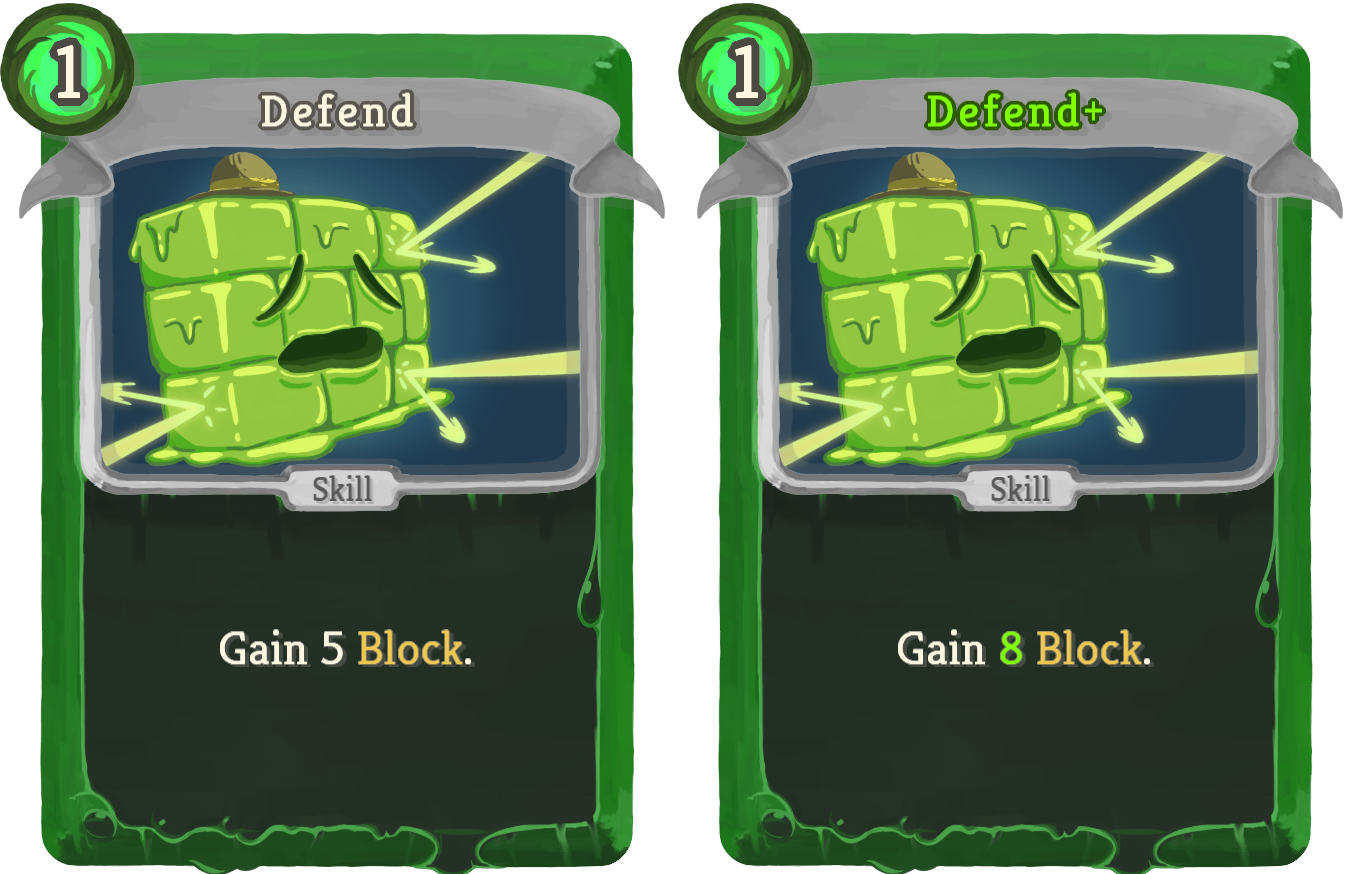 1
Defend
Skill
Gain 5 Block.
1
Defend+
Skill
Gain 8 Block.